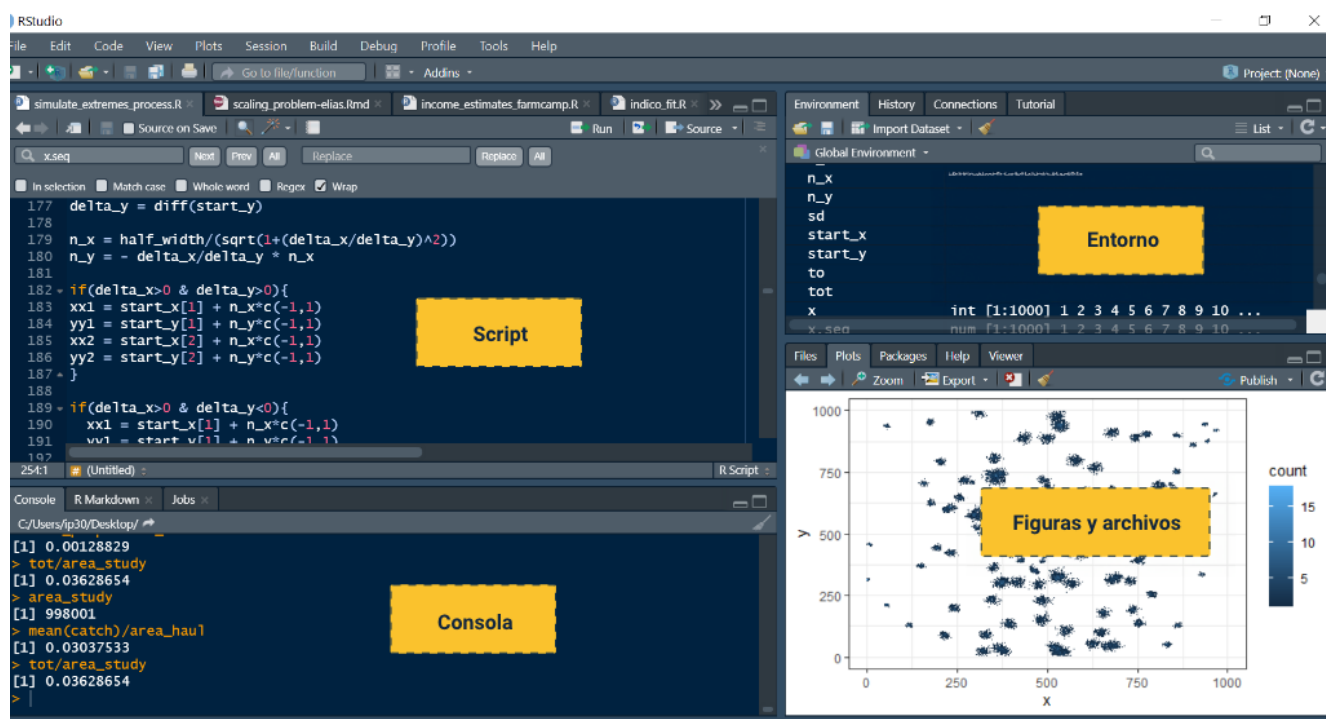 RStudio
File Edit Code View Plots Session Build Debug Profile Tools Help
Go to file/function Addins Project: (None)
simulate_extremes_process.R scaling_problem-elias.Rmd income_estimates_farmcamp.R indico_fit.R
Source on Save Run Source
x.seq Next Prev All Replace Replace All
In selection Match case Whole word Regex Wrap
177 delta_y = diff(start_y)
178
179 n_x = half_width/(sqrt(1+(delta_x/delta_y)^2))
180 n_y = - delta_x/delta_y * n_x
181
182 if(delta_x>0 & delta_y>0){
183 xx1 = start_x[1] + n_x*c(-1,1)
184 yy1 = start_y[1] + n_y*c(-1,1)
185 xx2 = start_x[2] + n_x*c(-1,1)
186 yy2 = start_y[2] + n_y*c(-1,1)
187 }
188
189 if(delta_x>0 & delta_y<0){
190 xx1 = start_x[1] + n_x*c(-1,1)
191 yy1 = start_y[1] + n_y*c(-1,1)
192
Script
254:1 # (Untitled) R Script
Console R Markdown Jobs
C:/Users/ip30/Desktop/
[1] 0.00128829
> tot/area_study
[1] 0.03628654
> area_study
[1] 998001
> mean(catch)/area_haul
[1] 0.03037533
> tot/area_study
[1] 0.03628654
>
Consola
Environment History Connections Tutorial
Import Dataset List
Global Environment
n_x
n_y
sd
start_x
start_y
to
tot
x int [1:1000] 1 2 3 4 5 6 7 8 9 10 ...
x.seq num [1:1000] 1 2 3 4 5 6 7 8 9 10 ...
Entorno
Files Plots Packages Help Viewer
Zoom Export Publish
1000
750
500
250
0
y
0 250 500 750 1000
x
count
15
10
5
Figuras y archivos